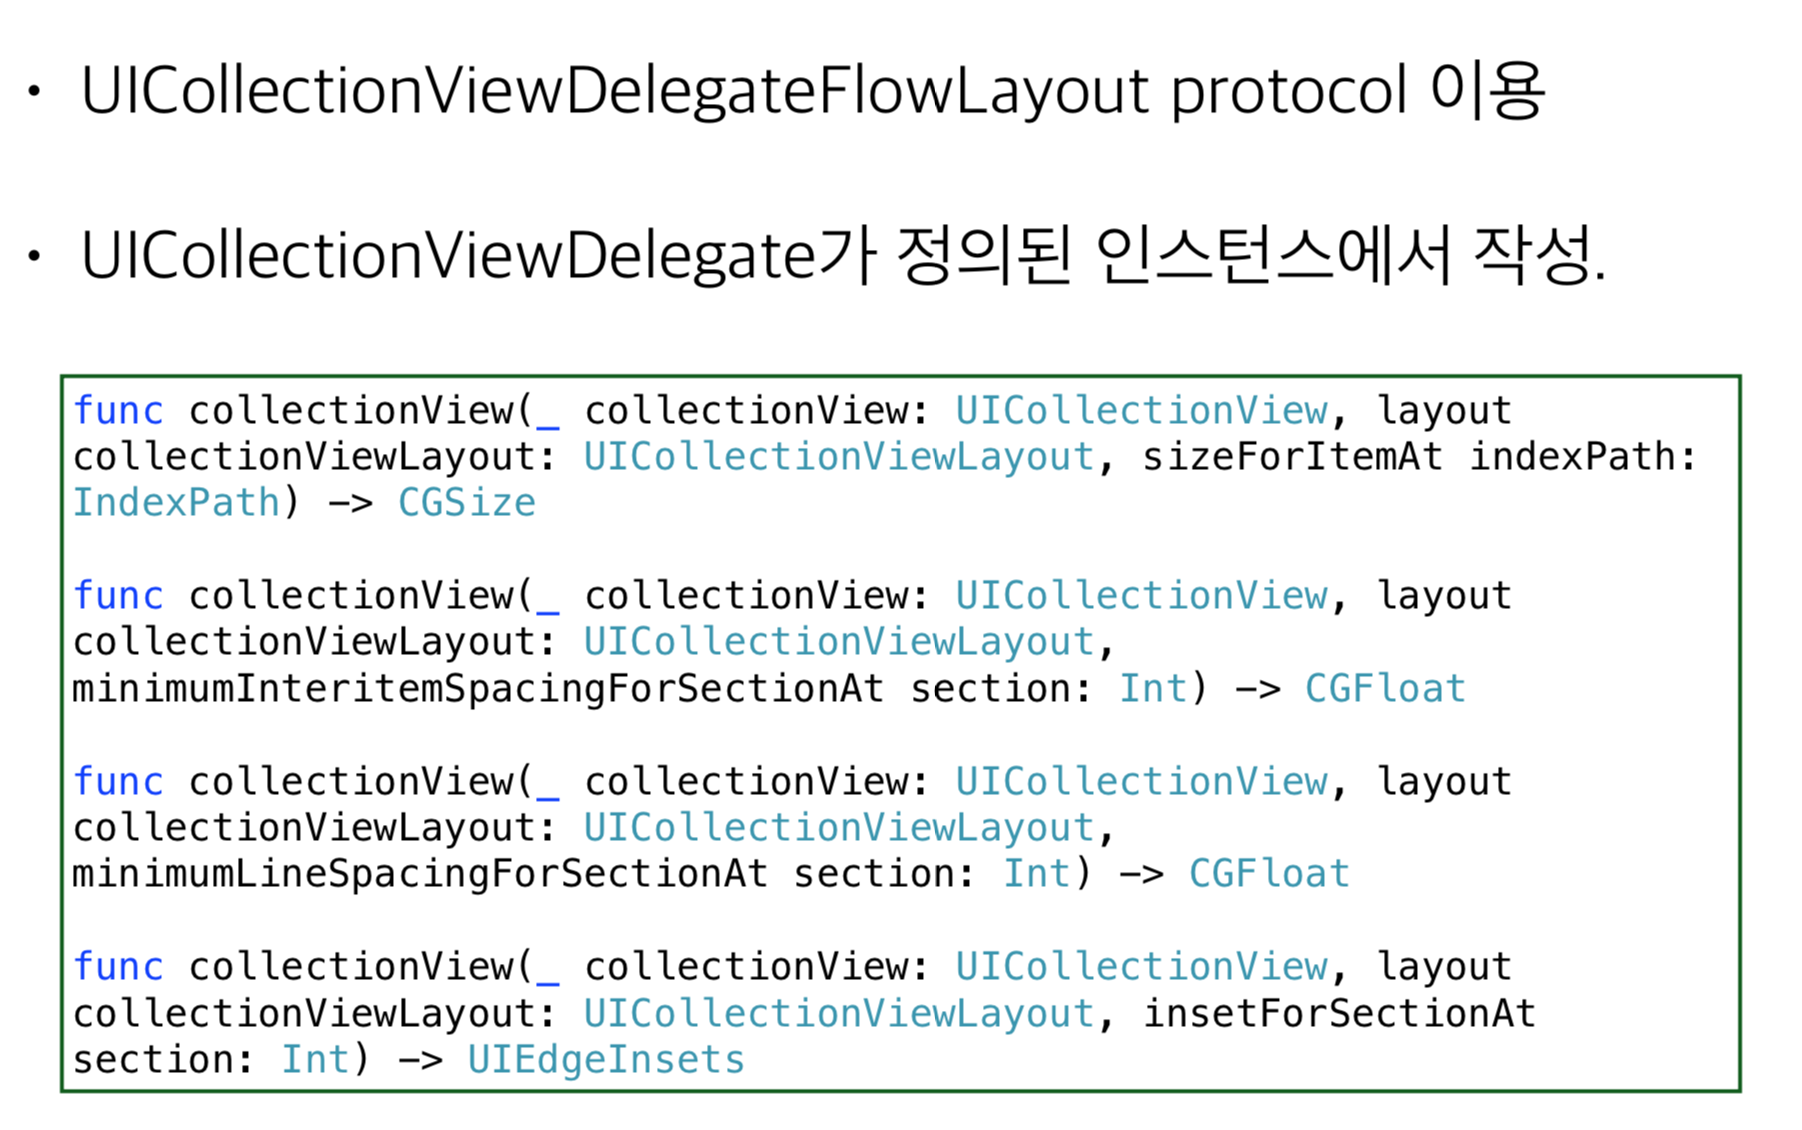 • UICollectionViewDelegateFlowLayout protocol 이용
• UICollectionViewDelegate가 정의된 인스턴스에서 작성.
func collectionView(_ collectionView: UICollectionView, layout
collectionViewLayout: UICollectionViewLayout, sizeForItemAt indexPath:
IndexPath) -> CGSize
func collectionView(_ collectionView: UICollectionView, layout
collectionViewLayout: UICollectionViewLayout,
minimumInteritemSpacingForSectionAt section: Int) -> CGFloat
func collectionView(_ collectionView: UICollectionView, layout
collectionViewLayout: UICollectionViewLayout,
minimumLineSpacingForSectionAt section: Int) -> CGFloat
func collectionView(_ collectionView: UICollectionView, layout
collectionViewLayout: UICollectionViewLayout, insetForSectionAt
section: Int) -> UIEdgeInsets